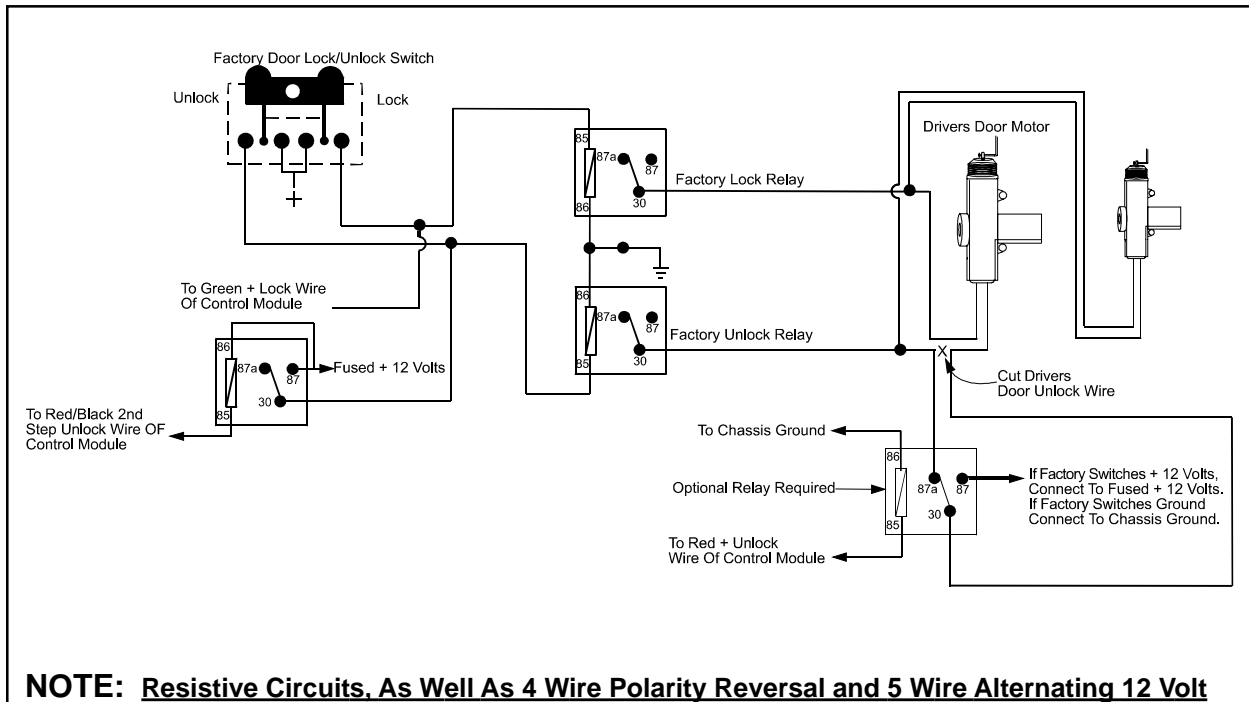 Factory Door Lock/Unlock Switch
Unlock
Lock
+
85
87a
87
86
30
Factory Lock Relay
Drivers Door Motor
To Green + Lock Wire
Of Control Module
86
87a
87
30
85
Fused + 12 Volts
To Red/Black 2nd
Step Unlock Wire OF
Control Module
86
87a
87
30
85
Factory Unlock Relay
X
Cut Drivers
Door Unlock Wire
To Chassis Ground
86
87a
87
30
85
Optional Relay Required
If Factory Switches + 12 Volts,
Connect To Fused + 12 Volts.
If Factory Switches Ground
Connect To Chassis Ground.
To Red + Unlock
Wire Of Control Module
NOTE: Resistive Circuits, As Well As 4 Wire Polarity Reversal and 5 Wire Alternating 12 Volt